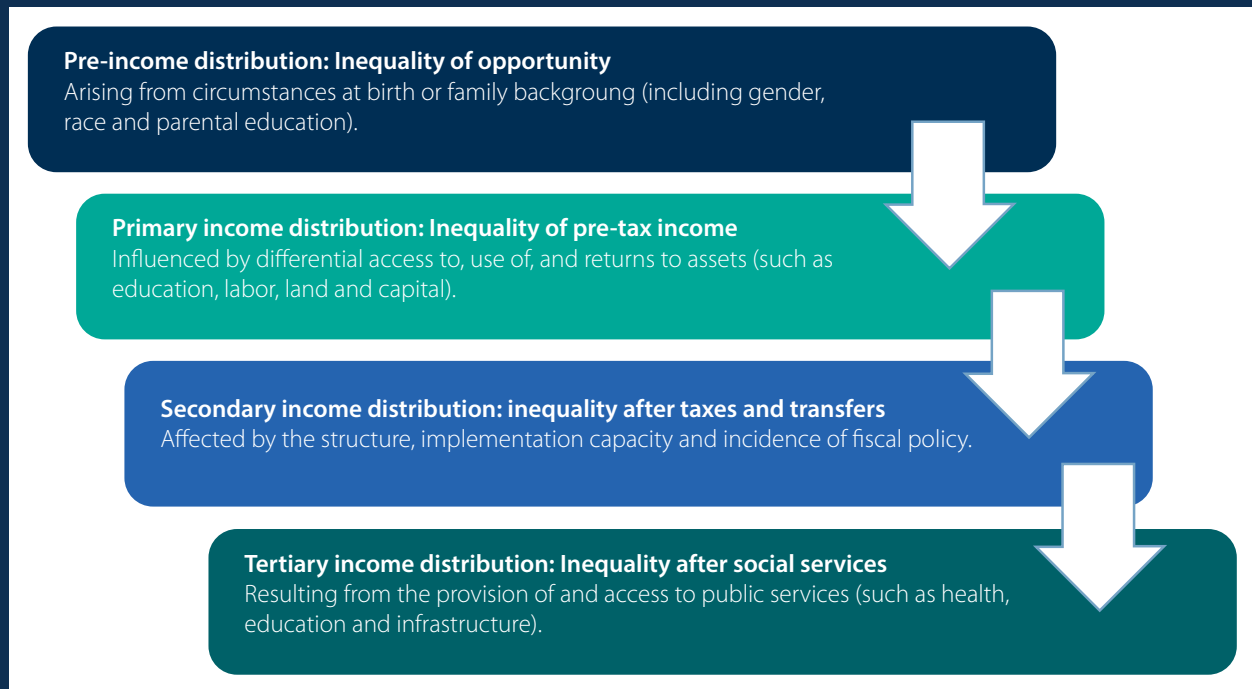 Pre-income distribution: Inequality of opportunity
Arising from circumstances at birth or family backgroung (including gender,
race and parental education).
Primary income distribution: Inequality of pre-tax income
Influenced by differential access to, use of, and returns to assets (such as
education, labor, land and capital).
Secondary income distribution: inequality after taxes and transfers
Affected by the structure, implementation capacity and incidence of fiscal policy.
Tertiary income distribution: Inequality after social services
Resulting from the provision of and access to public services (such as health,
education and infrastructure).